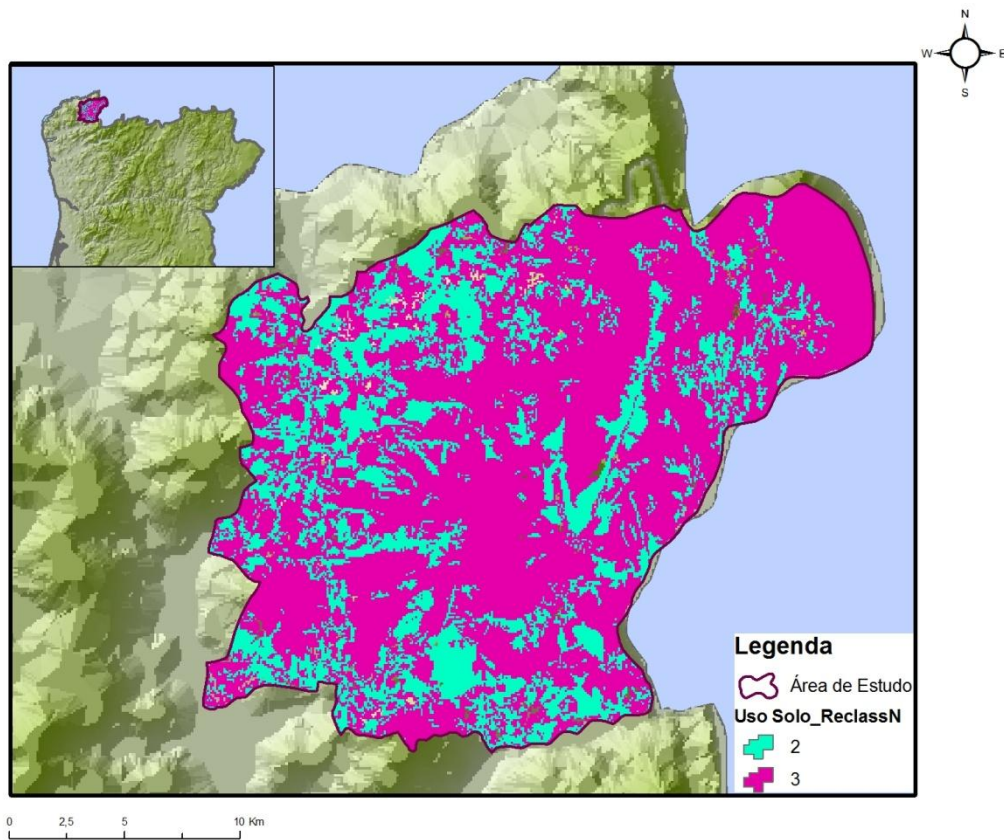 N
W E
S
Legenda
Área de Estudo
Uso Solo_ReclassN
2
3
0 2,5 5 10 Km